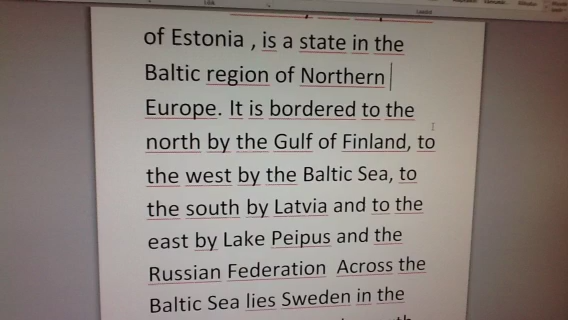 of Estonia , is a state in the
Baltic region of Northern
Europe. It is bordered to the
north by the Gulf of Finland, to
the west by the Baltic Sea, to
the south by Latvia and to the
east by Lake Peipus and the
Russian Federation  Across the
Baltic Sea lies Sweden in the